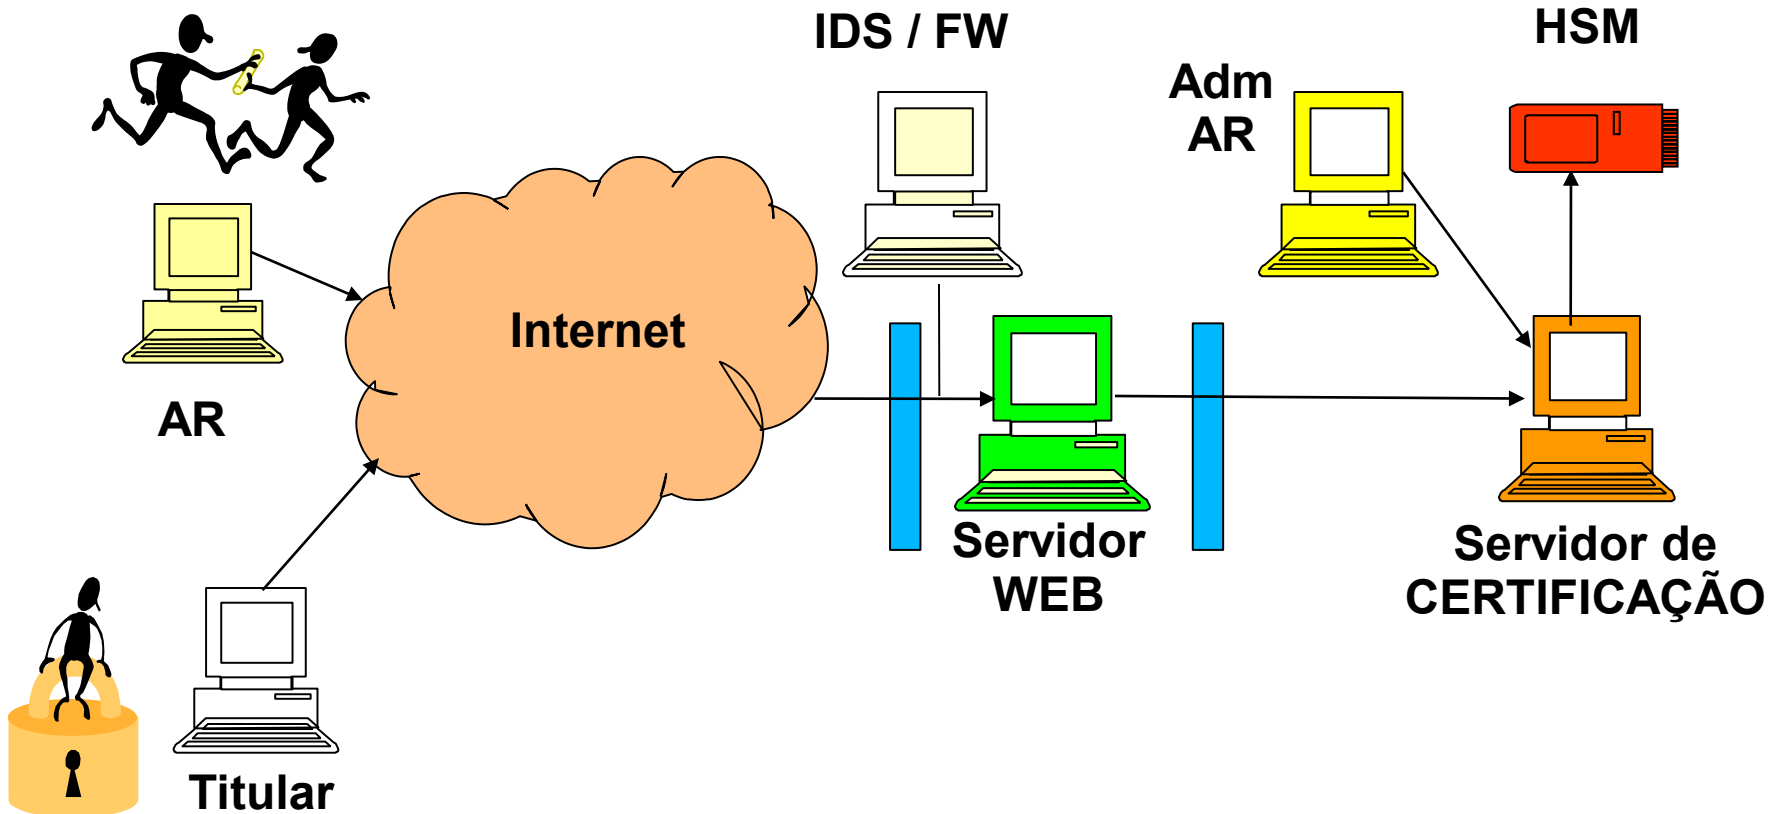 IDS / FW
HSM
Adm
AR
Internet
AR
Servidor
WEB
Servidor de
CERTIFICAÇÃO
Titular